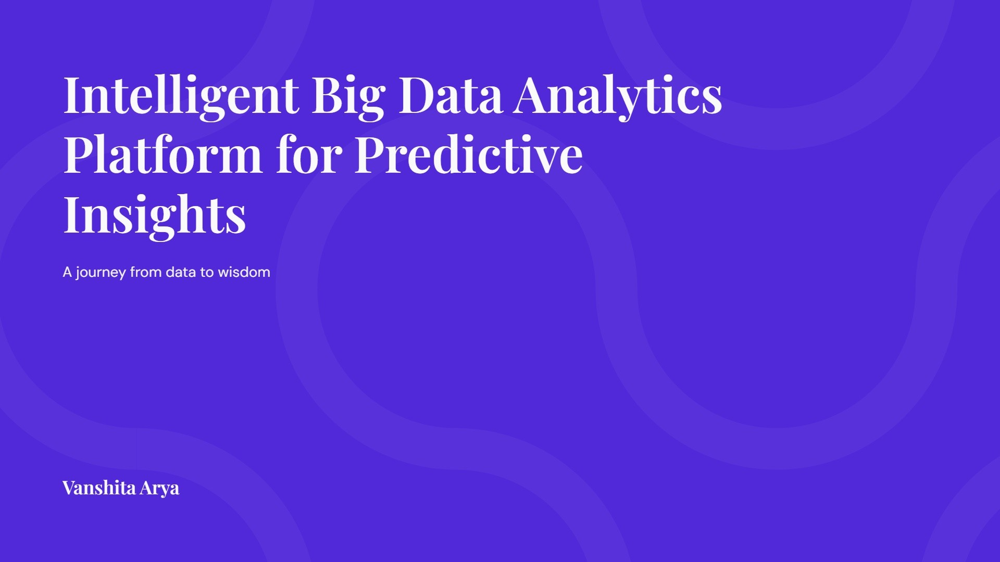 Intelligent Big Data Analytics
Platform for Predictive
Insights
A journey from data to wisdom
Vanshita Arya